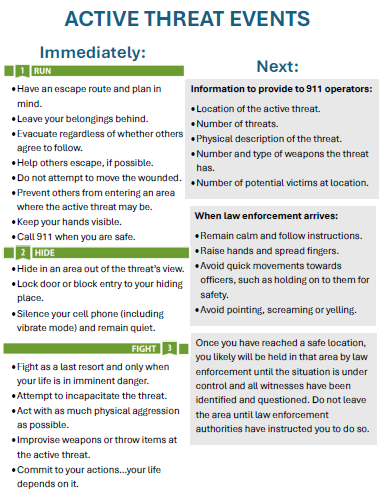 ACTIVE THREAT EVENTS
Immediately:
1 RUN
•Have an escape route and plan in
mind.
•Leave your belongings behind.
•Evacuate regardless of whether others
agree to follow.
•Help others escape, if possible.
•Do not attempt to move the wounded.
•Prevent others from entering an area
where the active threat may be.
•Keep your hands visible.
•Call 911 when you are safe.
2 HIDE
•Hide in an area out of the threat's view.
•Lock door or block entry to your hiding
place.
•Silence your cell phone (including
vibrate mode) and remain quiet.
FIGHT 3
•Fight as a last resort and only when
your life is in imminent danger.
•Attempt to incapacitate the threat.
•Act with as much physical aggression
as possible.
•Improvise weapons or throw items at
the active threat.
•Commit to your actions...your life
depends on it.
Next:
Information to provide to 911 operators:
•Location of the active threat.
•Number of threats.
•Physical description of the threat.
•Number and type of weapons the threat
has.
•Number of potential victims at location.
When law enforcement arrives:
•Remain calm and follow instructions.
•Raise hands and spread fingers.
•Avoid quick movements towards
officers, such as holding on to them for
safety.
•Avoid pointing, screaming or yelling.
Once you have reached a safe location,
you likely will be held in that area by law
enforcement until the situation is under
control and all witnesses have been
identified and questioned. Do not leave
the area until law enforcement
authorities have instructed you to do so.